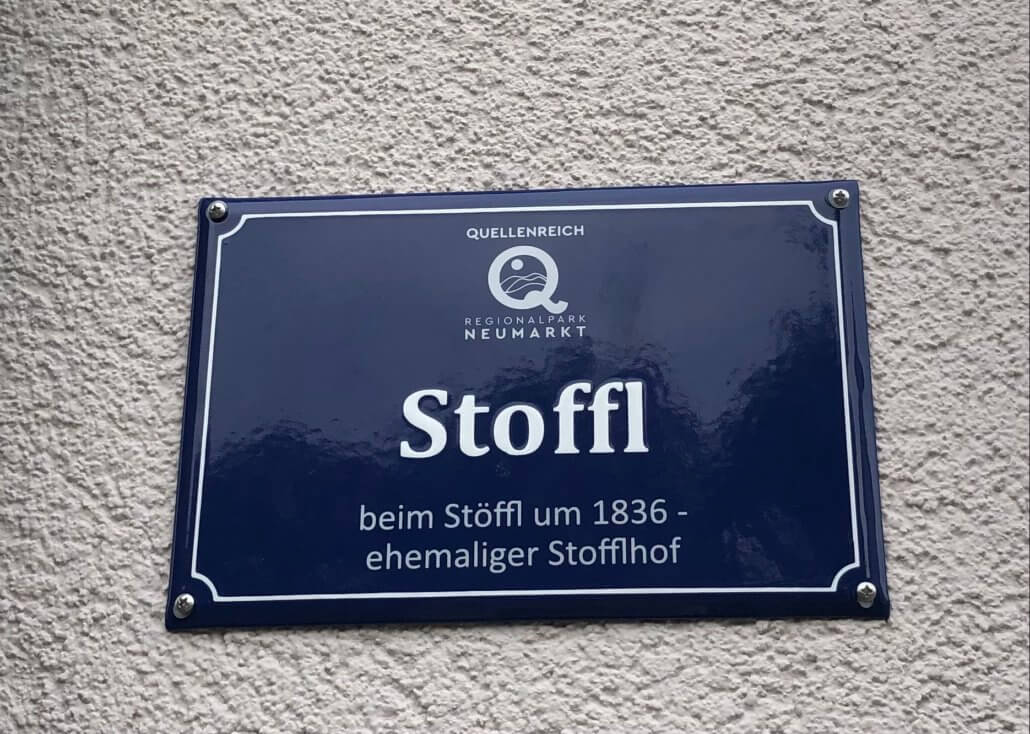 QUELLENREICH
Q
REGIONALPARK
NEUMARKT
Stoffl
beim Stöffl um 1836 -
ehemaliger Stofflhof